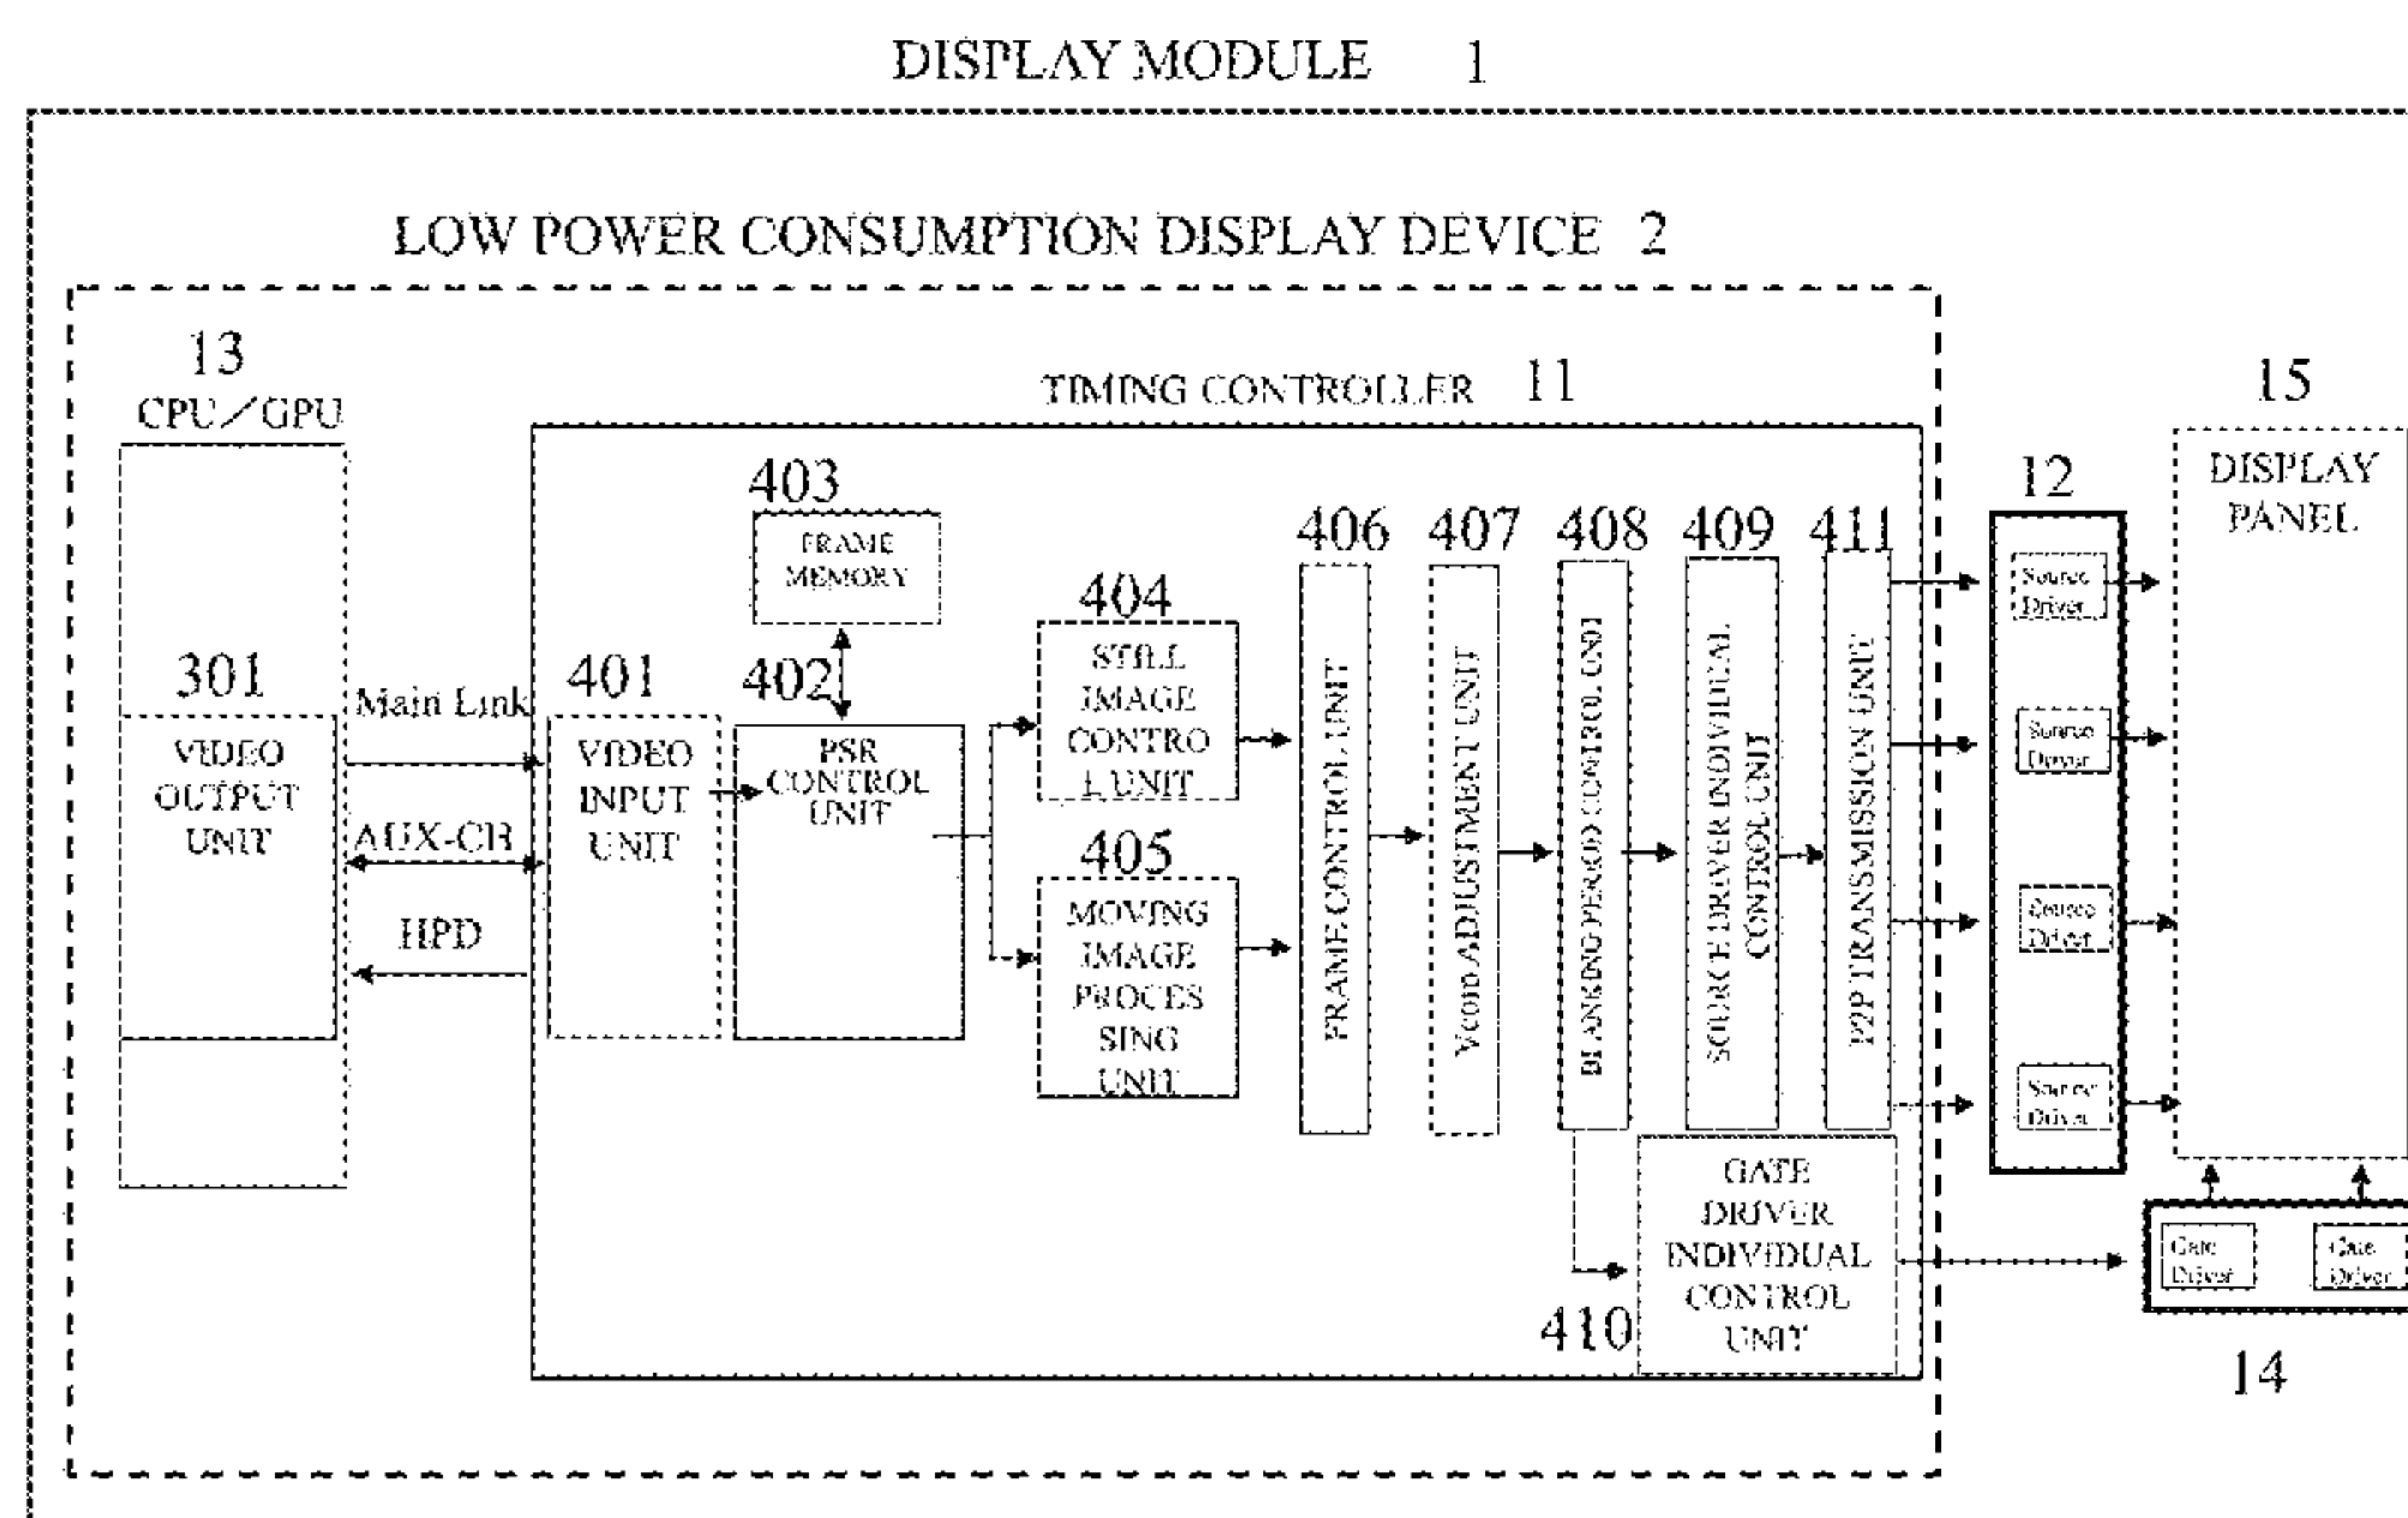 DISPLAY MODULE 1
LOW POWER CONSUMPTION DISPLAY DEVICE 2
13
CPU/GPU
TIMING CONTROLLER 11
301
VIDEO
OUTPUT
UNIT
Main Link
AUX-CH
HPD
401
VIDEO
INPUT
UNIT
403
FRAME
MEMORY
402
PSR
CONTROL
UNIT
404
STILL
IMAGE
CONTRO
L UNIT
405
MOVING
IMAGE
PROCES
SING
UNIT
406
FRAME CONTROL UNIT
407
Vcom ADJUSTMENT UNIT
408
BLANKING PERIOD CONTROL UNIT
409
SOURCE DRIVER INDIVIDUAL
CONTROL UNIT
411
P2P TRANSMISSION UNIT
410
GATE
DRIVER
INDIVIDUAL
CONTROL
UNIT
12
Source
Driver
Source
Driver
Source
Driver
Source
Driver
15
DISPLAY
PANEL
Gate
Driver
Gate
Driver
14